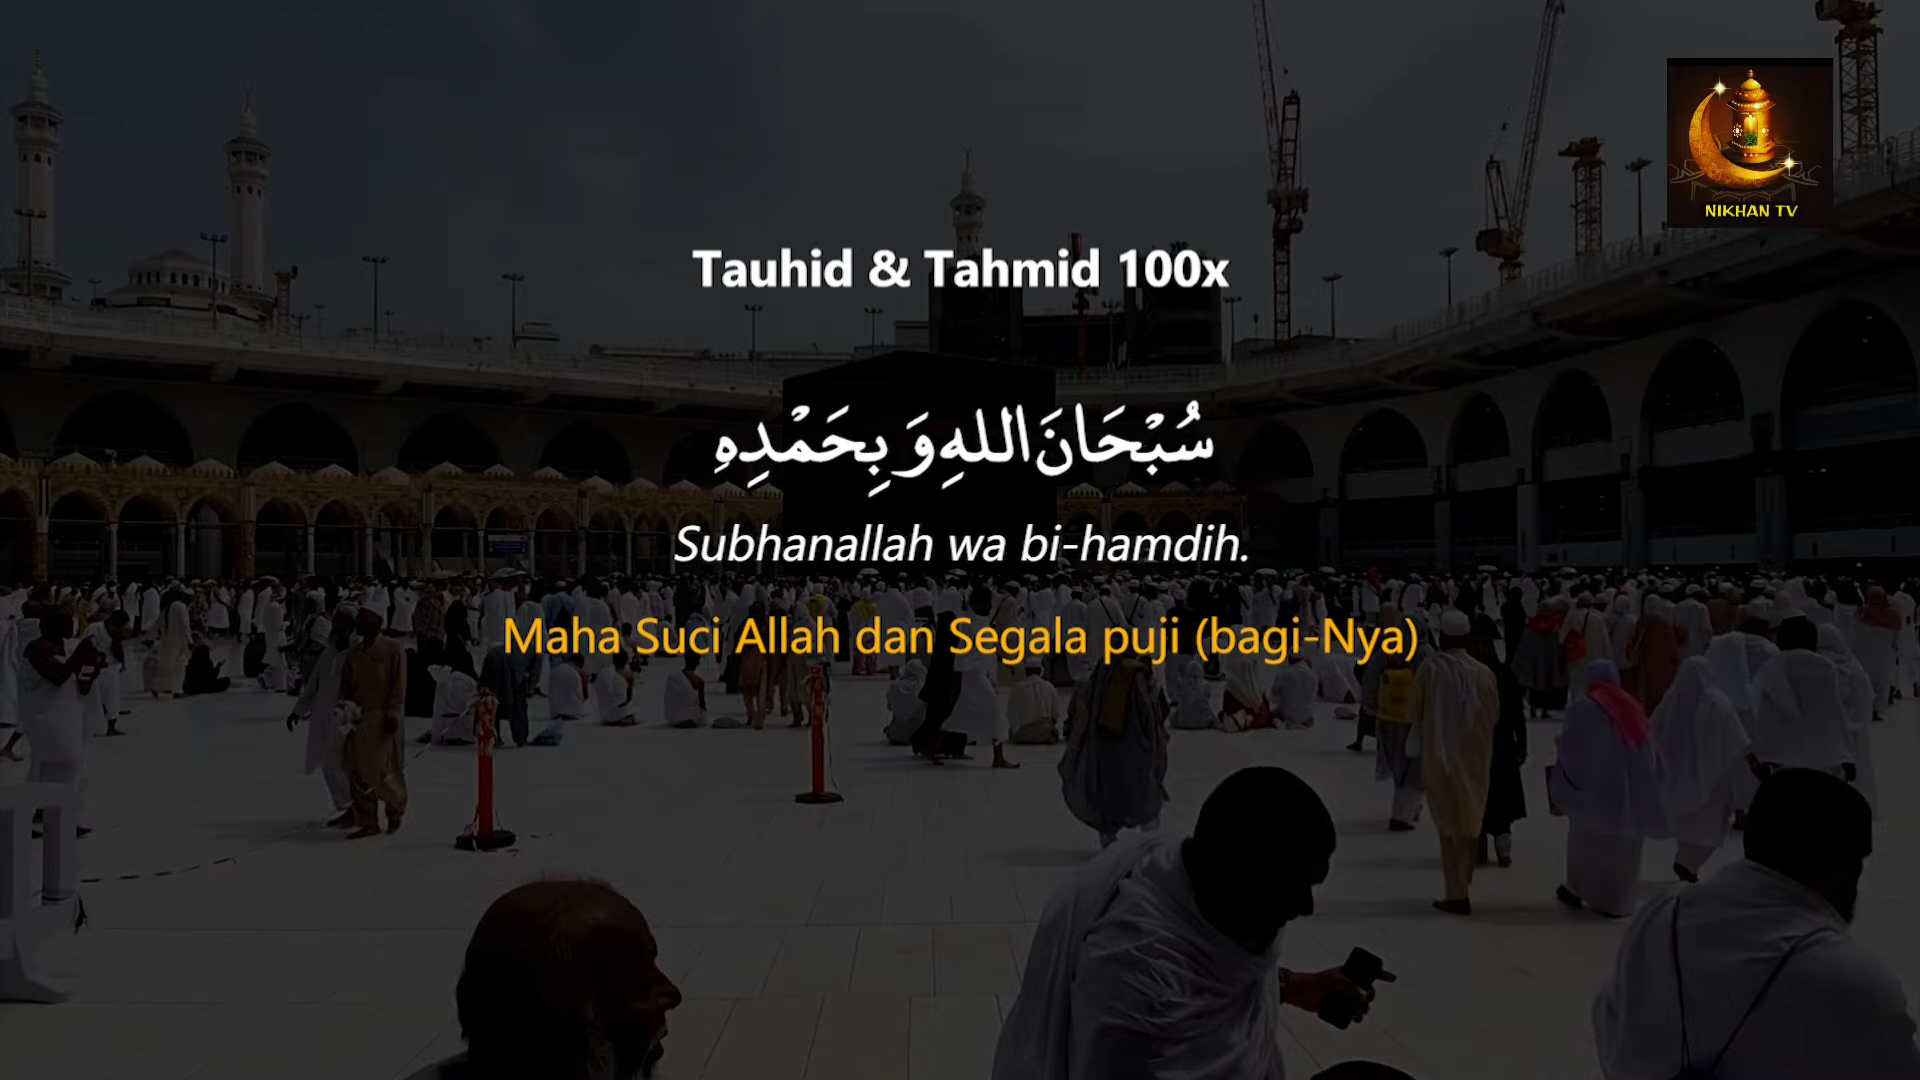 NIKHAN TV
Tauhid & Tahmid 100x
سُبْحَانَ اللهِ وَ بِحَمْدِهِ
Subhanallah wa bi-hamdih.
Maha Suci Allah dan Segala puji (bagi-Nya)